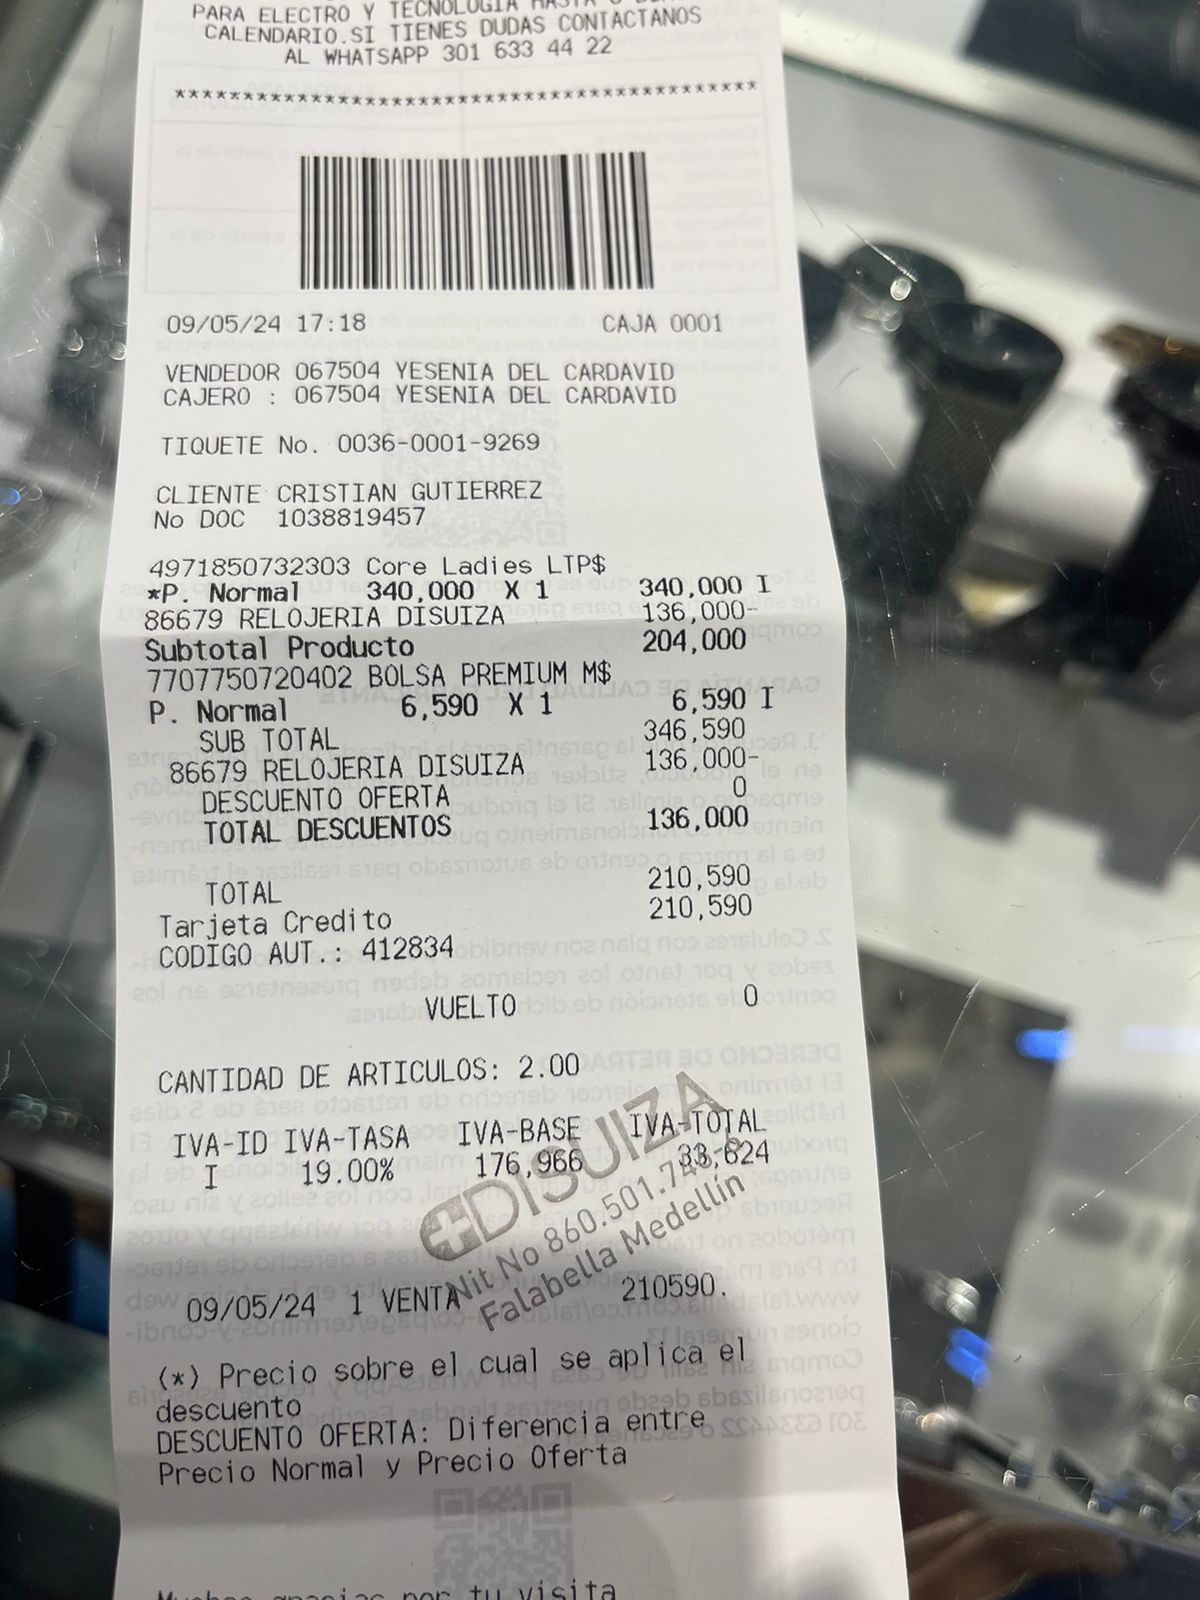 PARA ELECTRO Y TECNOLOGIA HASTA
CALENDARIO.SI TIENES DUDAS CONTACTANOS
AL WHATSAPP 301 633 44 22
*******************************************
09/05/24 17:18 CAJA 0001
VENDEDOR 067504 YESENIA DEL CARDAVID
CAJERO : 067504 YESENIA DEL CARDAVID
TIQUETE No. 0036-0001-9269
CLIENTE CRISTIAN GUTIERREZ
No DOC 1038819457
4971850732303 Core Ladies LTP$
*P. Normal 340,000 X 1 340,000 I
86679 RELOJERIA DISUIZA 136,000-
Subtotal Producto 204,000
7707750720402 BOLSA PREMIUM M$
P. Normal 6,590 X 1 6,590 I
SUB TOTAL 346,590
86679 RELOJERIA DISUIZA 136,000-
DESCUENTO OFERTA 0
TOTAL DESCUENTOS 136,000
TOTAL 210,590
Tarjeta Credito 210,590
CODIGO AUT.: 412834
VUELTO 0
CANTIDAD DE ARTICULOS: 2.00
IVA-ID IVA-TASA IVA-BASE IVA-TOTAL
I 19.00% 176,966 33,624
DISUIZA
Nit No 860.501.
Falabella Medellín
09/05/24 1 VENTA 210590.
(*) Precio sobre el cual se aplica el
descuento
DESCUENTO OFERTA: Diferencia entre
Precio Normal y Precio Oferta
Muchas gracias por tu visita